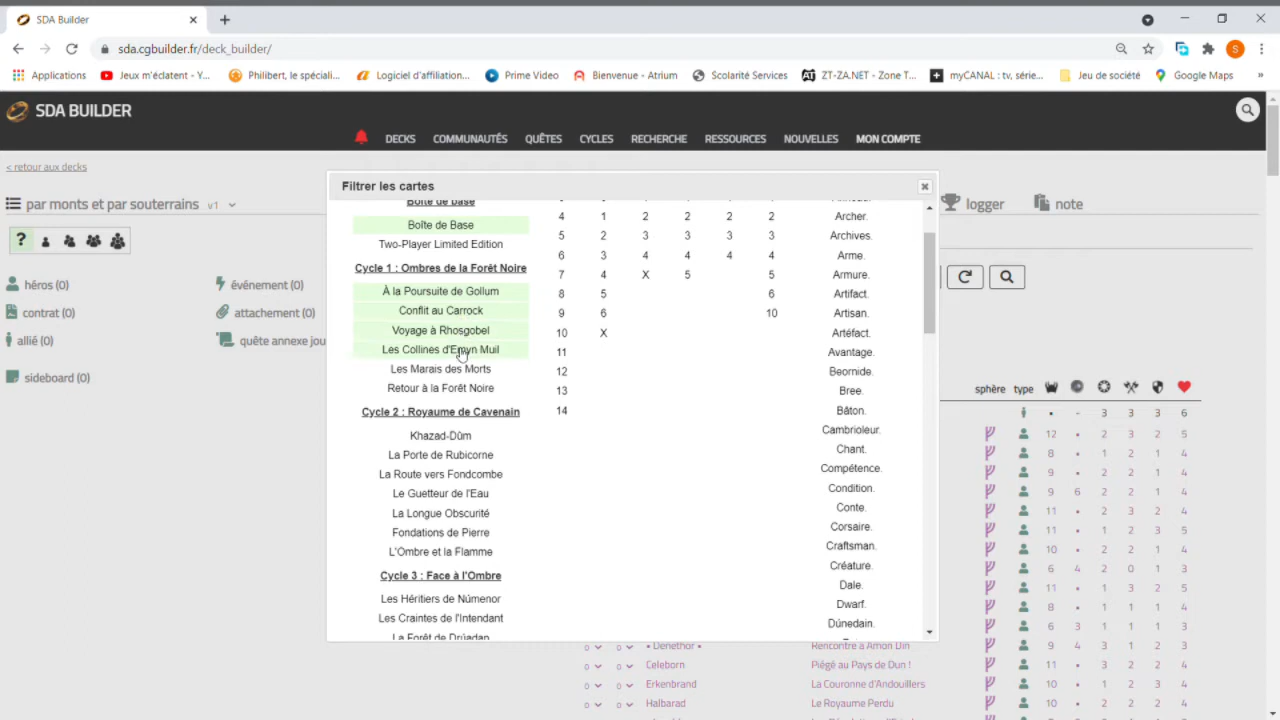 SDA Builder
sda.cgbuilder.fr/deck_builder/
S
Applications
Jeux m'éclatent - Y...
Philibert, le spéciali...
Logiciel d'affiliation...
Prime Video
Bienvenue - Atrium
Scolarité Services
ZT-ZA.NET - Zone T...
myCANAL : tv, série...
Jeu de société
Google Maps
»
SDA BUILDER
DECKS COMMUNAUTÉS QUÊTES CYCLES RECHERCHE RESSOURCES NOUVELLES MON COMPTE
< retour aux decks
par monts et par souterrains v1
logger
note
?
héros (0)
événement (0)
contrat (0)
attachement (0)
allié (0)
quête annexe jou
sideboard (0)
Filtrer les cartes
Boîte de base
Boîte de Base
Two-Player Limited Edition
Cycle 1 : Ombres de la Forêt Noire
À la Poursuite de Gollum
Conflit au Carrock
Voyage à Rhosgobel
Les Collines d'Emyn Muil
Les Marais des Morts
Retour à la Forêt Noire
Cycle 2 : Royaume de Cavenain
Khazad-Dûm
La Porte de Rubicorne
La Route vers Fondcombe
Le Guetteur de l'Eau
La Longue Obscurité
Fondations de Pierre
L'Ombre et la Flamme
Cycle 3 : Face à l'Ombre
Les Héritiers de Númenor
Les Craintes de l'Intendant
La Forêt de Drúadan
4 1 2 2 2 2
5 2 3 3 3 3
6 3 4 4 4 4
7 4 X 5 5
8 5 6
9 6 10
10 X
11
12
13
14
Archer.
Archives.
Arme.
Armure.
Artifact.
Artisan.
Artéfact.
Avantage.
Beornide.
Bree.
Bâton.
Cambrioleur.
Chant.
Compétence.
Condition.
Conte.
Corsaire.
Craftsman.
Créature.
Dale.
Dwarf.
Dúnedain.
sphère type
• - 3 3 3 6
12 • 2 3 2 5
8 • 1 2 1 4
9 • 2 2 1 4
9 6 2 2 1 4
11 • 2 3 2 4
11 • 1 2 3 5
10 • 2 2 1 4
6 4 2 0 1 3
11 • 1 3 2 5
8 • 1 1 1 4
6 3 1 1 1 3
0 0 • Denethor • Rencontre à Amon Dîn 9 4 3 1 2 3
0 0 Celeborn Piégé au Pays de Dun ! 11 • 3 2 2 4
0 0 Erkenbrand La Couronne d'Andouillers 10 • 1 2 3 4
0 0 Halbarad Le Royaume Perdu 10 • 2 2 2 4